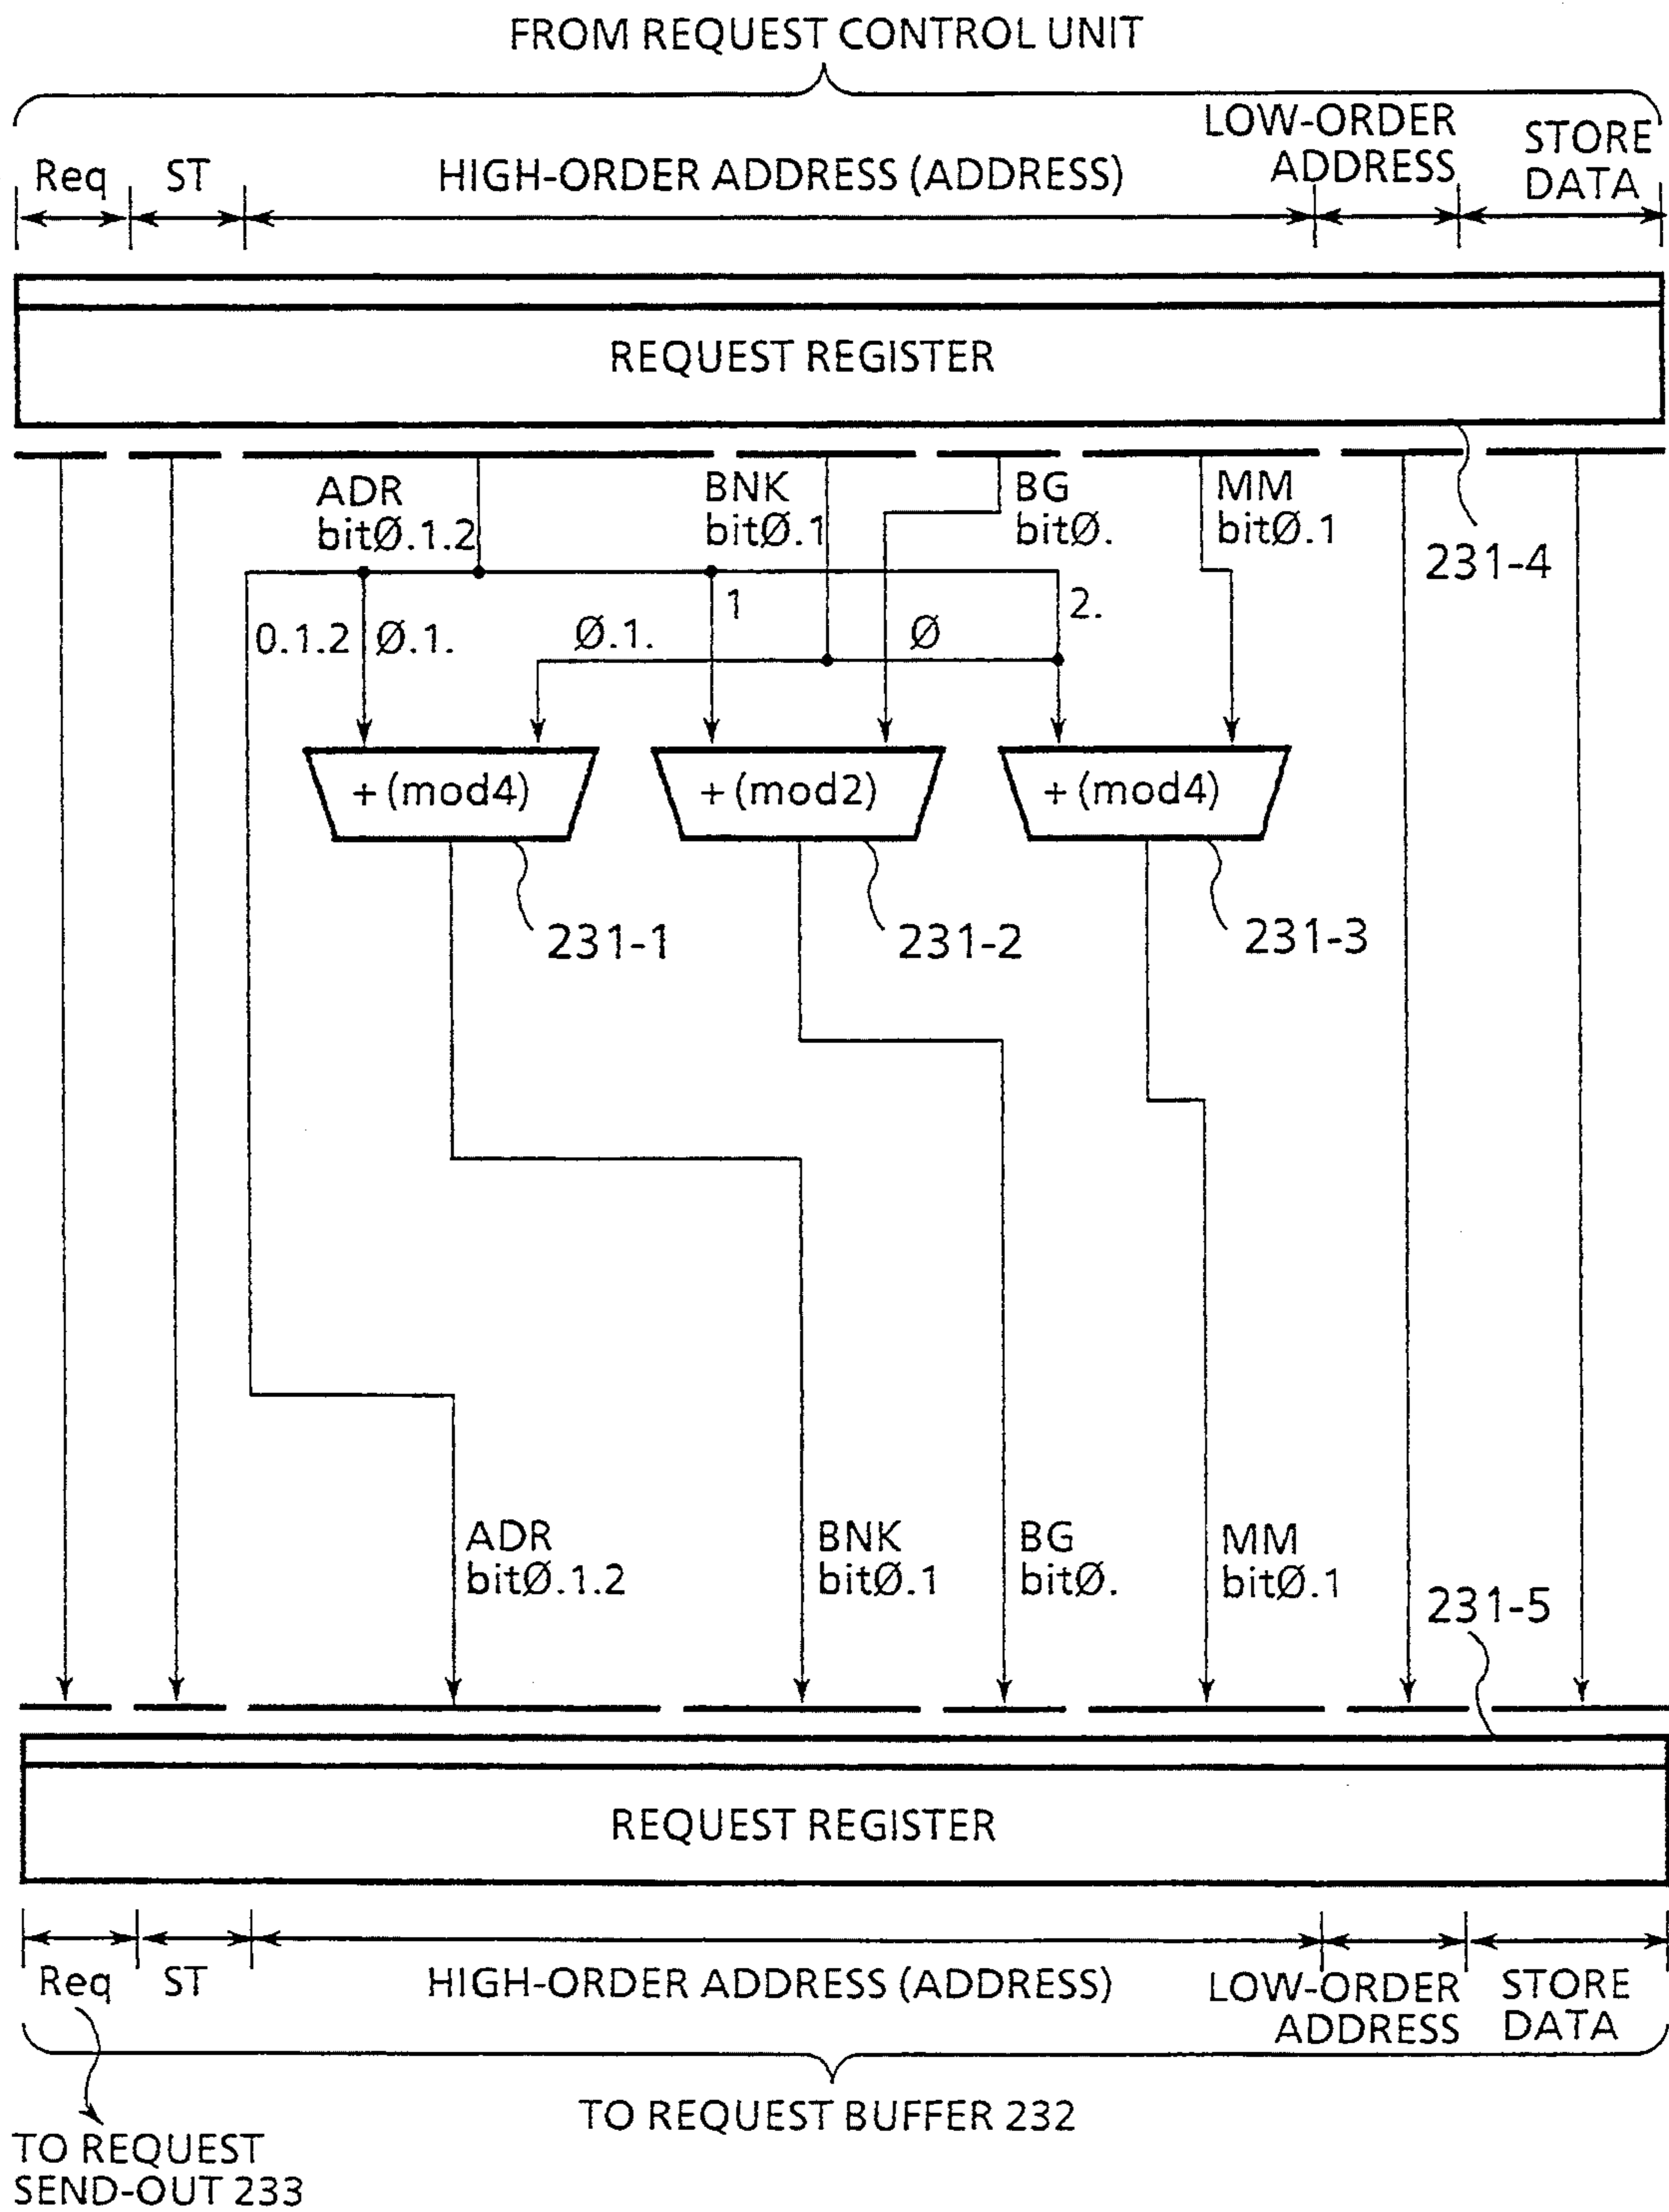 FROM REQUEST CONTROL UNIT
Req
ST
HIGH-ORDER ADDRESS (ADDRESS)
LOW-ORDER
ADDRESS
STORE
DATA
REQUEST REGISTER
ADR
bitØ.1.2
BNK
bitØ.1
BG
bitØ.
MM
bitØ.1
231-4
0.1.2
Ø.1.
Ø.1.
1
Ø
2.
+ (mod4)
+ (mod2)
+ (mod4)
231-1
231-2
231-3
ADR
bitØ.1.2
BNK
bitØ.1
BG
bitØ.
MM
bitØ.1
231-5
REQUEST REGISTER
Req
ST
HIGH-ORDER ADDRESS (ADDRESS)
LOW-ORDER
ADDRESS
STORE
DATA
TO REQUEST BUFFER 232
TO REQUEST
SEND-OUT 233